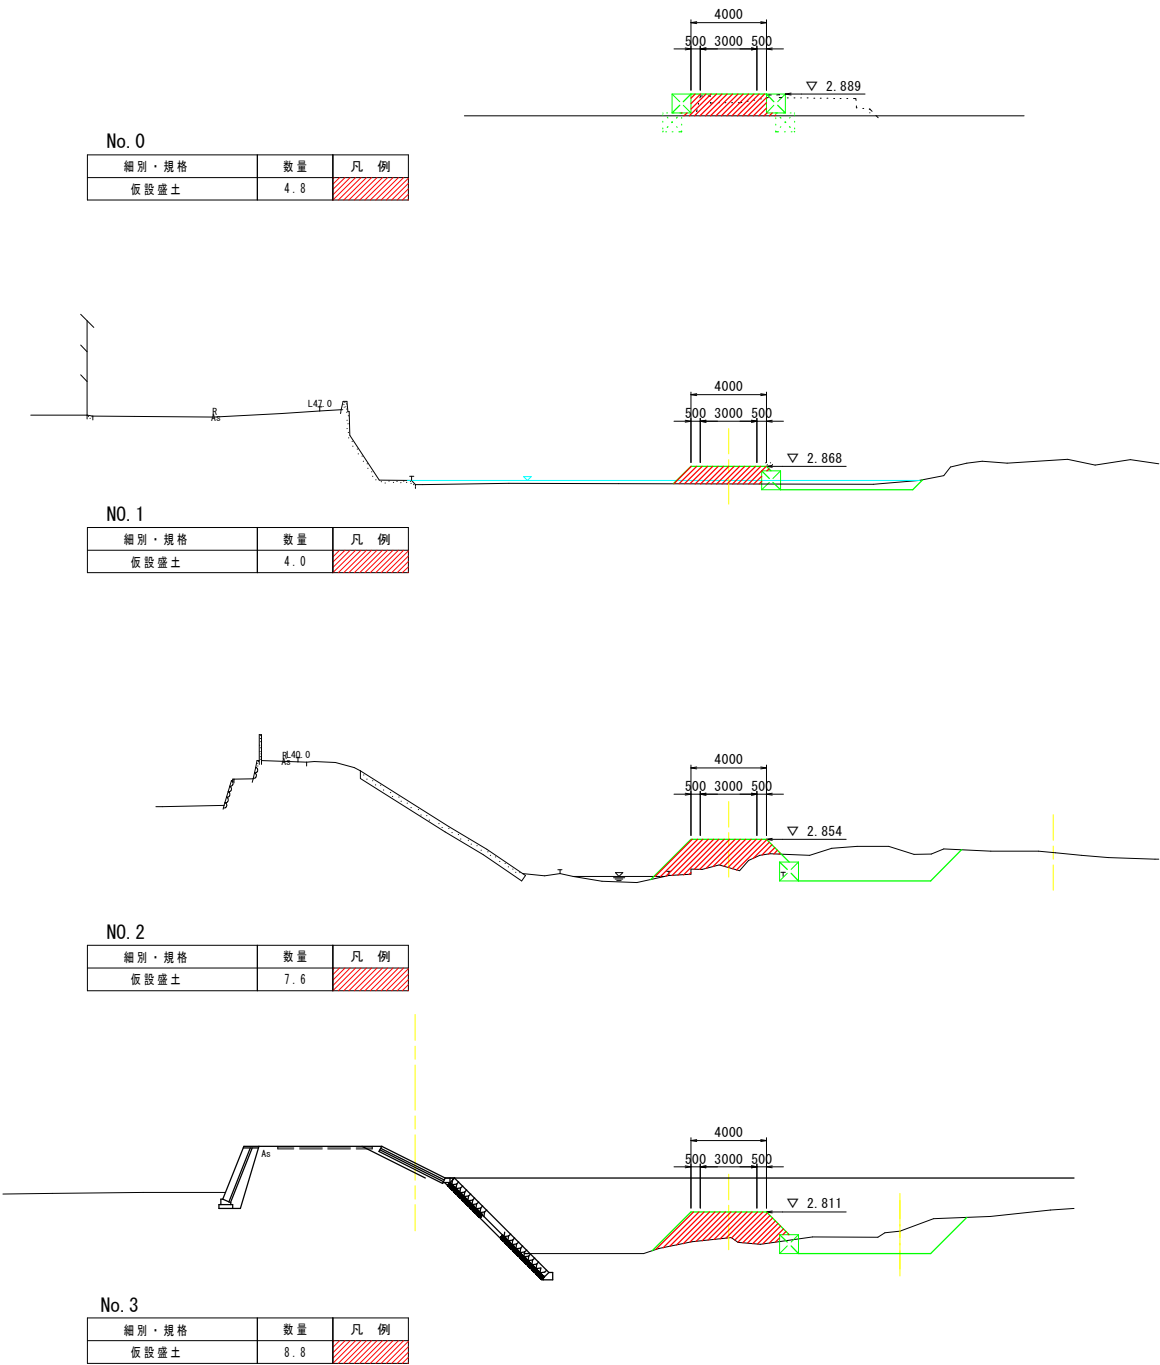 4000
500 3000 500
▽ 2.889
No.0
細別・規格 数量 凡 例
仮設盛土 4.8
4000
500 3000 500
L47.0
R
As
▽ 2.868
NO.1
細別・規格 数量 凡 例
仮設盛土 4.0
R L40.0
As
4000
500 3000 500
▽ 2.854
NO.2
細別・規格 数量 凡 例
仮設盛土 7.6
4000
As
500 3000 500
▽ 2.811
No.3
細別・規格 数量 凡 例
仮設盛土 8.8